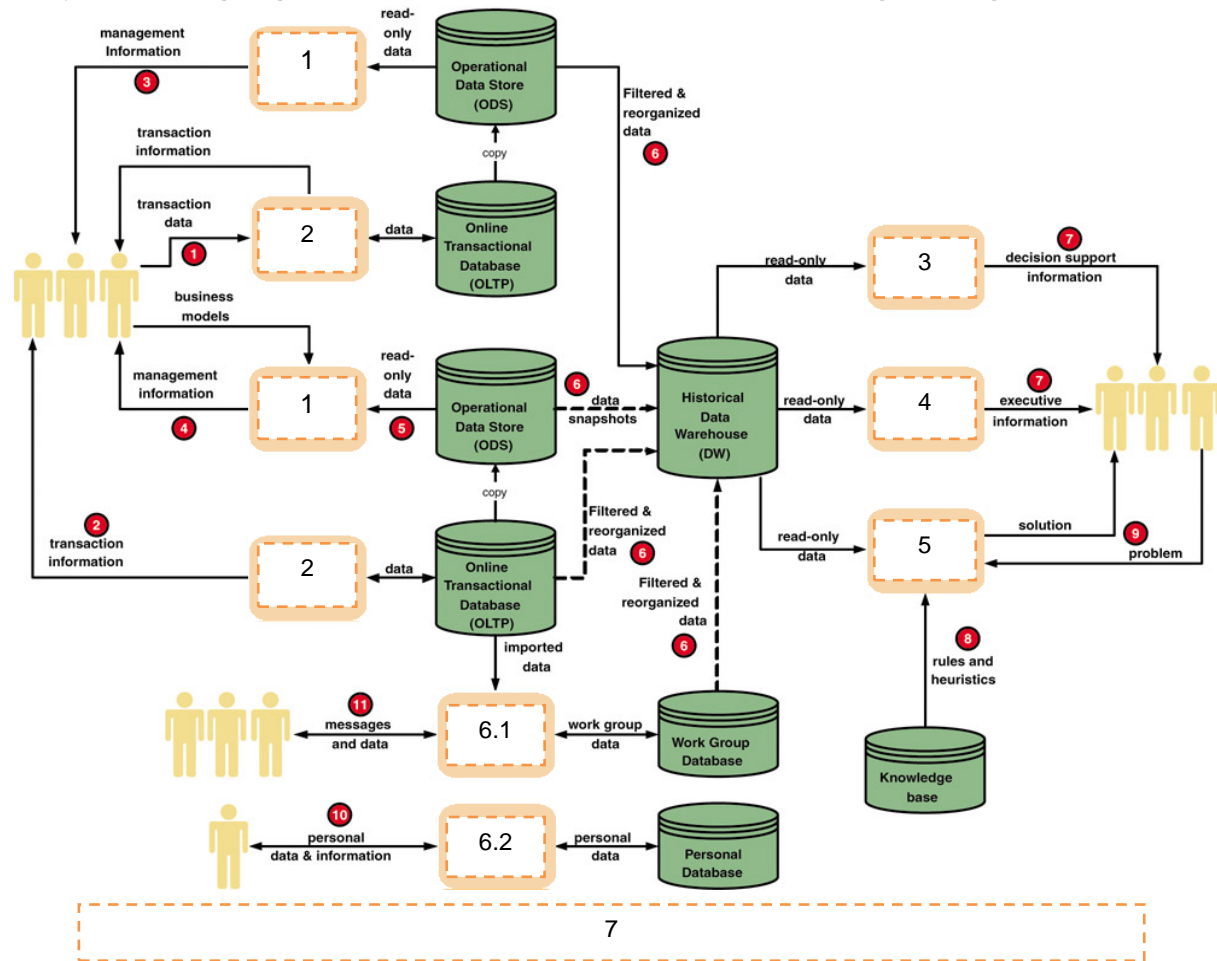 management
Information
3
1
read-
only
data
Operational
Data Store
(ODS)
Filtered &
reorganized
data
6
transaction
information
copy
transaction
data
1
2
data
Online
Transactional
Database
(OLTP)
business
models
management
information
4
1
read-
only
data
5
Operational
Data Store
(ODS)
6
data
snapshots
Historical
Data
Warehouse
(DW)
read-only
data
3
7
decision support
information
read-only
data
4
7
executive
information
copy
2
transaction
information
2
data
Online
Transactional
Database
(OLTP)
Filtered &
reorganized
data
6
Filtered &
reorganized
data
6
read-only
data
5
solution
9
problem
8
rules and
heuristics
Knowledge
base
imported
data
11
messages
and data
6.1
work group
data
Work Group
Database
10
personal
data & information
6.2
personal
data
Personal
Database
7